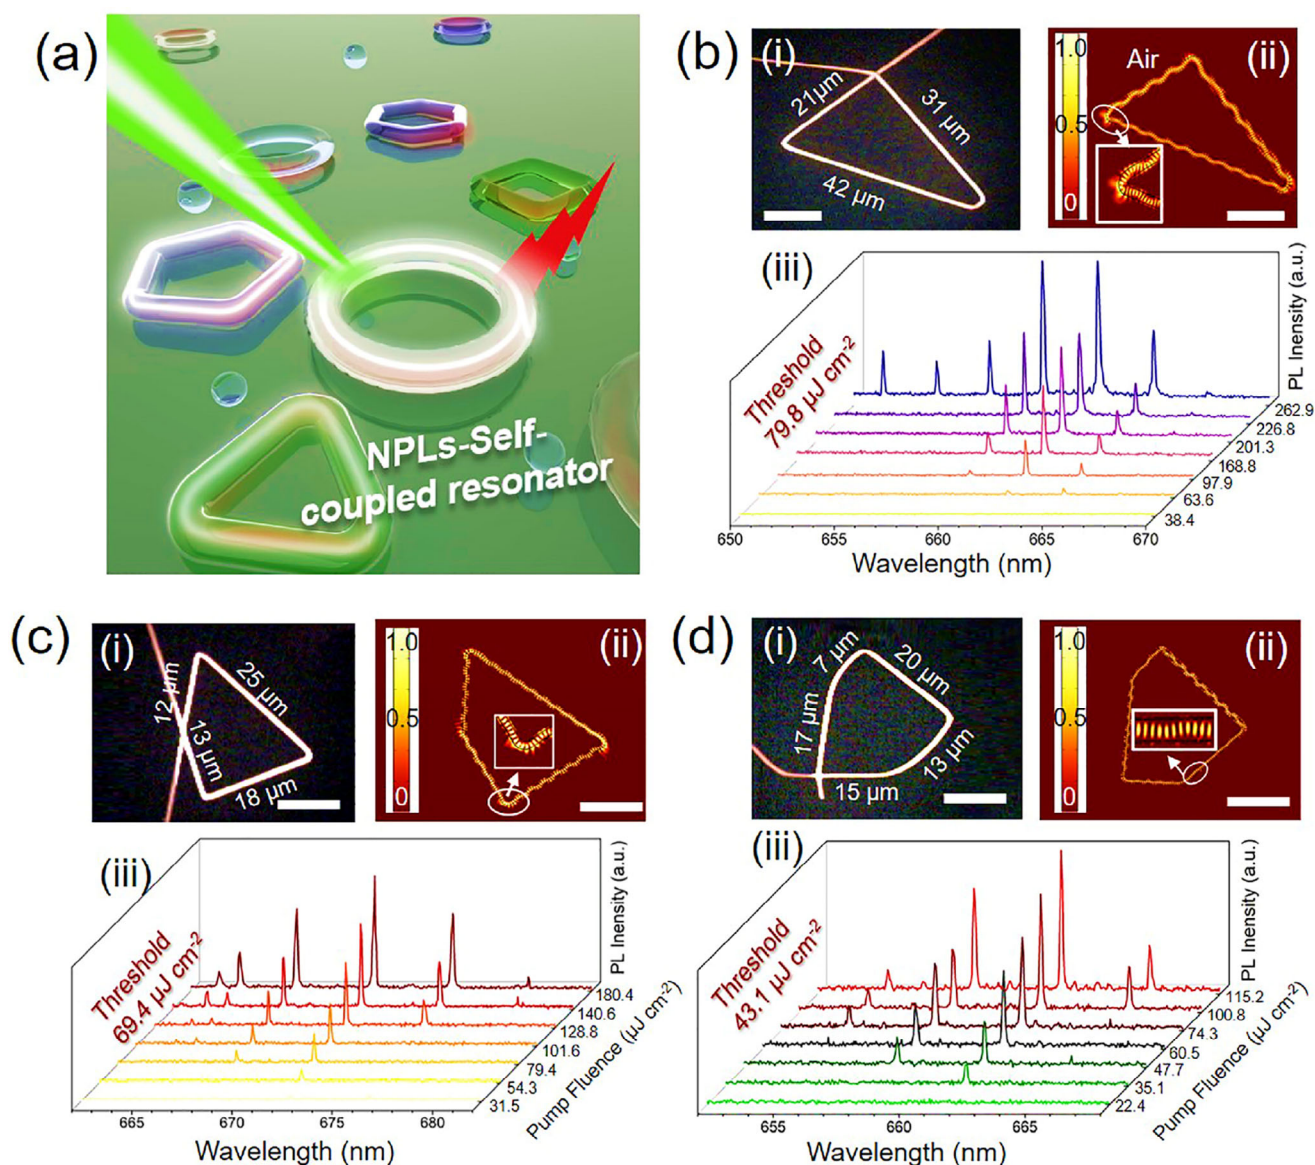 (a)
NPLs-Self-
coupled resonator
(b)
(i)
21μm
31 μm
42 μm
(ii)
1.0
0.5
0
Air
(iii)
Threshold
79.8 μJ cm-2
PL Inensity (a.u.)
262.9
226.8
201.3
168.8
97.9
63.6
38.4
650
655
660
665
670
Wavelength (nm)
(c)
(i)
12 μm
25 μm
13 μm
18 μm
(ii)
1.0
0.5
0
(iii)
Threshold
69.4 μJ cm-2
PL Inensity (a.u.)
180.4
140.6
128.8
101.6
79.4
54.3
31.5
Pump Fluence (μJ cm-2)
665
670
675
680
Wavelength (nm)
(d)
(i)
7 μm
20 μm
17 μm
13 μm
15 μm
(ii)
1.0
0.5
0
(iii)
Threshold
43.1 μJ cm-2
PL Inensity (a.u.)
115.2
100.8
74.3
60.5
47.7
35.1
22.4
Pump Fluence (μJ cm-2)
655
660
665
Wavelength (nm)